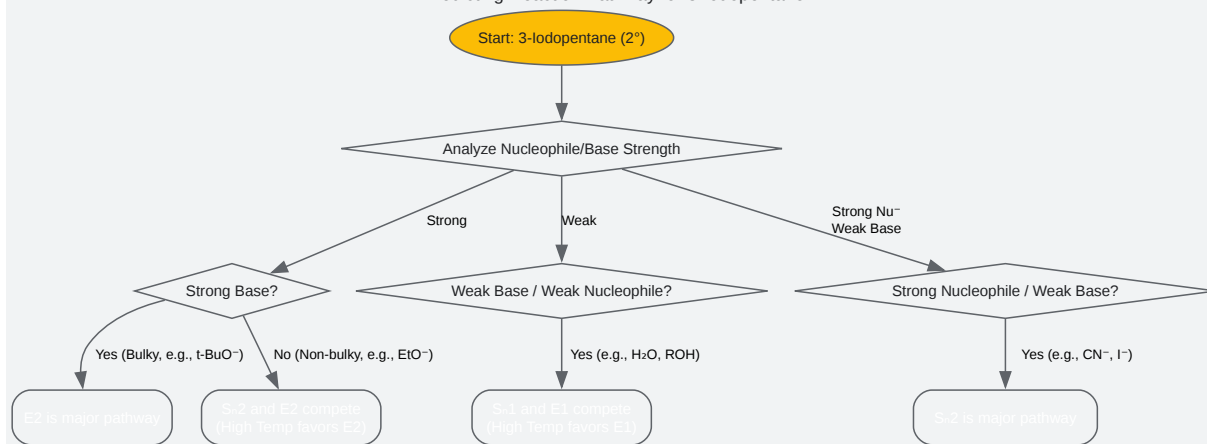 Start: 3-Iodopentane (2°)
Analyze Nucleophile/Base Strength
Strong
Weak
Strong Nu⁻
Weak Base
Strong Base?
Weak Base / Weak Nucleophile?
Strong Nucleophile / Weak Base?
Yes (Bulky, e.g., t-BuO⁻)
No (Non-bulky, e.g., EtO⁻)
Yes (e.g., H₂O, ROH)
Yes (e.g., CN⁻, I⁻)
E2 is major pathway
Sₙ2 and E2 compete
(High Temp favors E2)
Sₙ1 and E1 compete
(High Temp favors E1)
Sₙ2 is major pathway